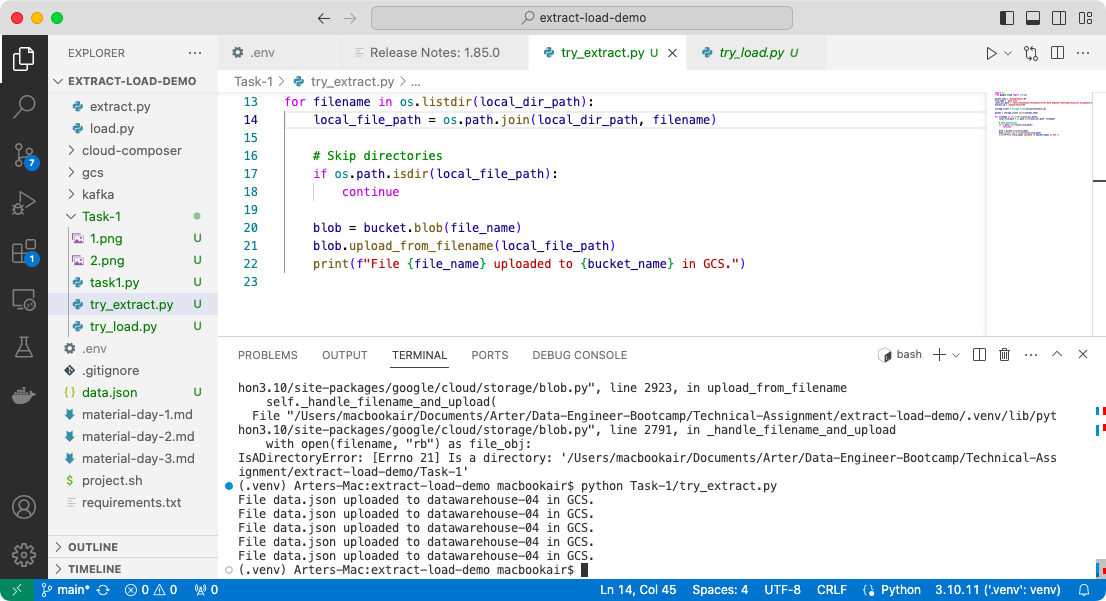 extract-load-demo
EXPLORER
.env
Release Notes: 1.85.0
try_extract.py U
try_load.py U
EXTRACT-LOAD-DEMO
extract.py
load.py
cloud-composer
gcs
kafka
Task-1
1.png U
2.png U
task1.py U
try_extract.py U
try_load.py U
.env
.gitignore
data.json U
material-day-1.md
material-day-2.md
material-day-3.md
project.sh
requirements.txt
OUTLINE
TIMELINE
7
1
Task-1 > try_extract.py > ...
13 for filename in os.listdir(local_dir_path):
14 local_file_path = os.path.join(local_dir_path, filename)
15
16 # Skip directories
17 if os.path.isdir(local_file_path):
18 continue
19
20 blob = bucket.blob(file_name)
21 blob.upload_from_filename(local_file_path)
22 print(f"File {file_name} uploaded to {bucket_name} in GCS.")
23
PROBLEMS OUTPUT TERMINAL PORTS DEBUG CONSOLE
bash
hon3.10/site-packages/google/cloud/storage/blob.py", line 2923, in upload_from_filename
self._handle_filename_and_upload(
File "/Users/macbookair/Documents/Arter/Data-Engineer-Bootcamp/Technical-Assignment/extract-load-demo/.venv/lib/pyt
hon3.10/site-packages/google/cloud/storage/blob.py", line 2791, in _handle_filename_and_upload
with open(filename, "rb") as file_obj:
IsADirectoryError: [Errno 21] Is a directory: '/Users/macbookair/Documents/Arter/Data-Engineer-Bootcamp/Technical-Ass
ignment/extract-load-demo/Task-1'
(.venv) Arters-Mac:extract-load-demo macbookair$ python Task-1/try_extract.py
File data.json uploaded to datawarehouse-04 in GCS.
File data.json uploaded to datawarehouse-04 in GCS.
File data.json uploaded to datawarehouse-04 in GCS.
File data.json uploaded to datawarehouse-04 in GCS.
File data.json uploaded to datawarehouse-04 in GCS.
(.venv) Arters-Mac:extract-load-demo macbookair$
main* 0 0 0 Ln 14, Col 45 Spaces: 4 UTF-8 CRLF Python 3.10.11 ('.venv': venv)